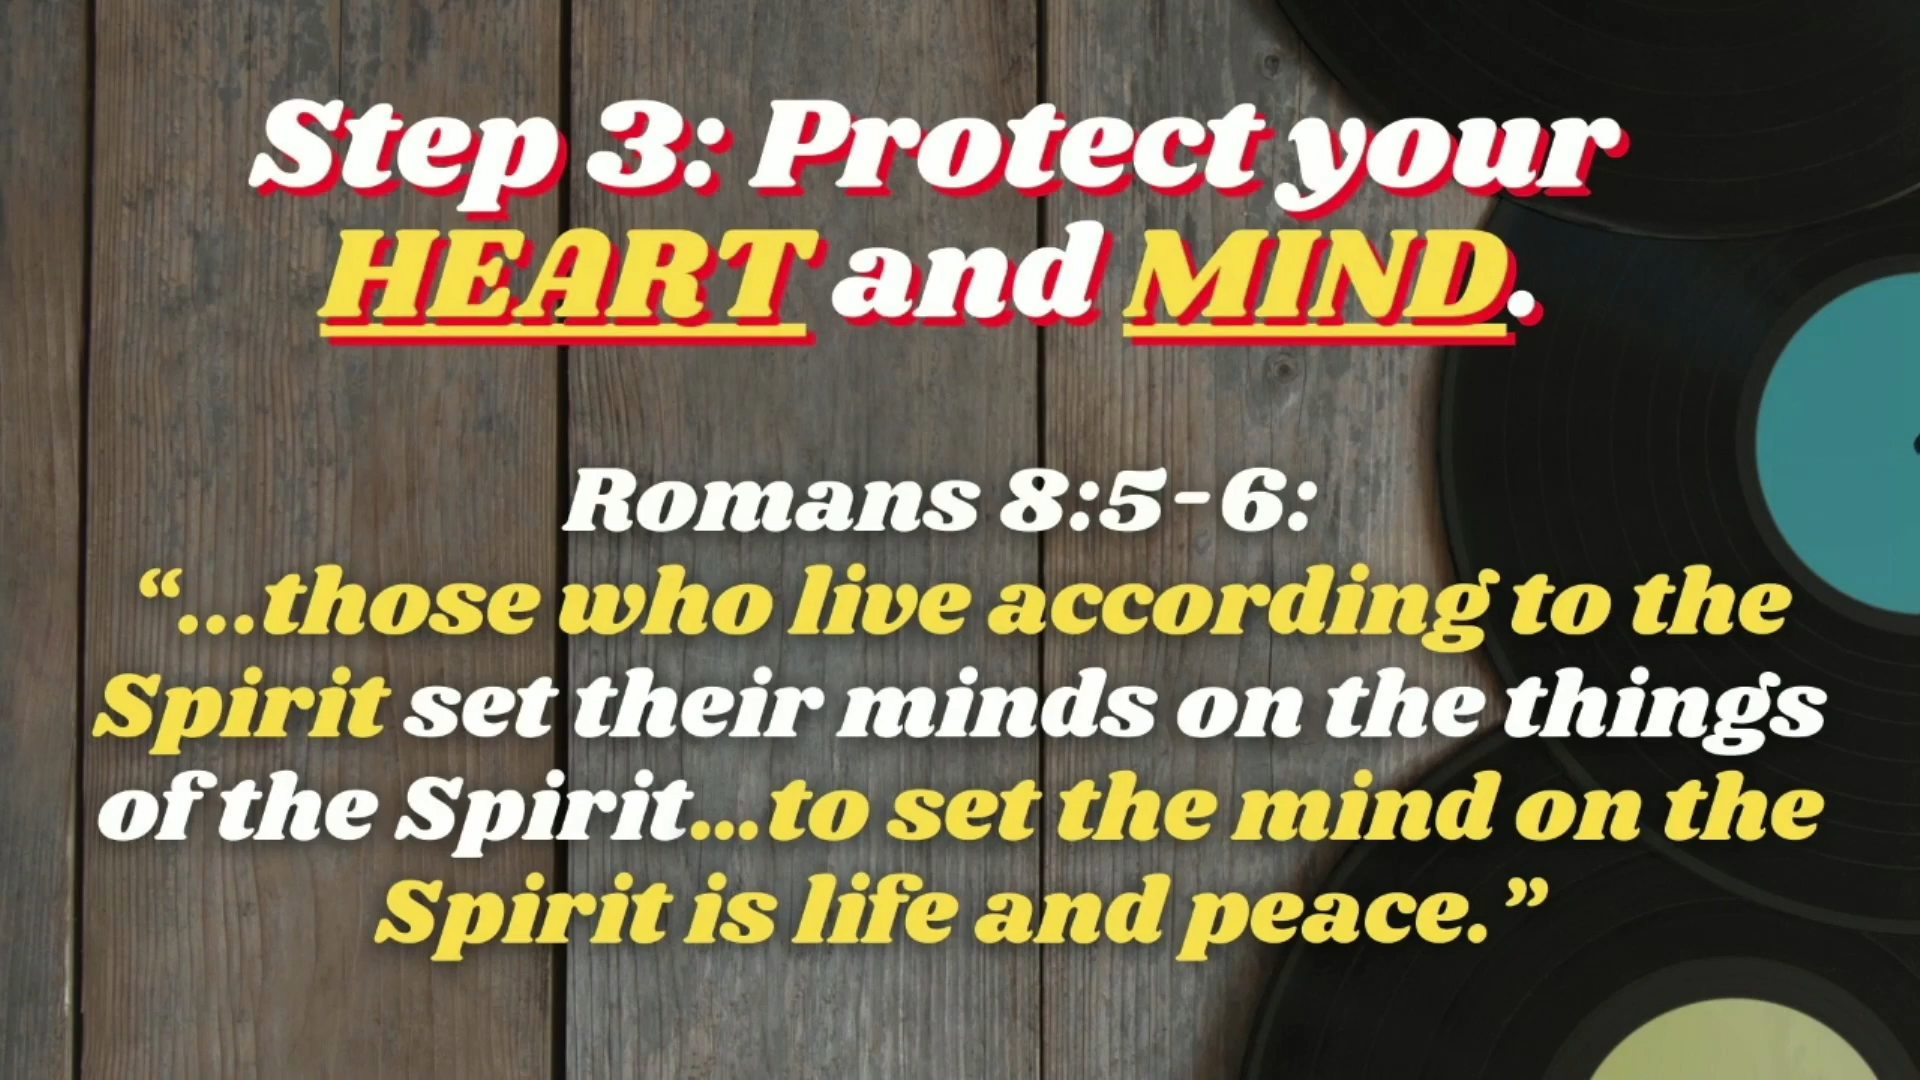 Step 3: Protect your
HEART and MIND.
Romans 8:5-6:
“...those who live according to the
Spirit set their minds on the things
of the Spirit...to set the mind on the
Spirit is life and peace.”